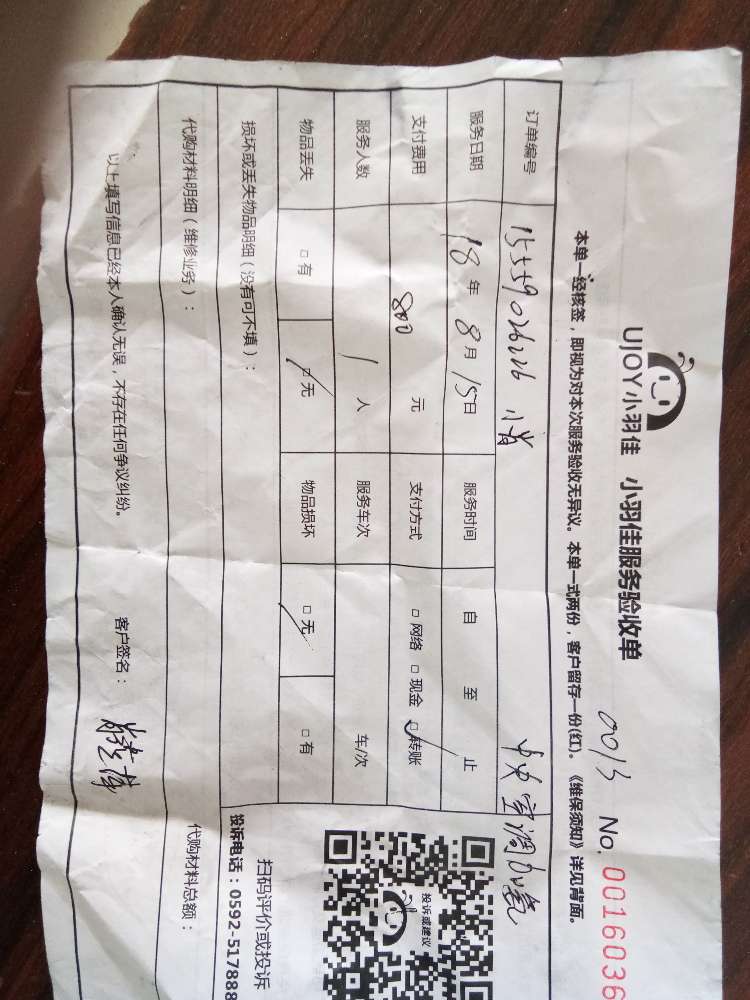 UJOY小羽佳 小羽佳服务验收单
0013 No. 0016036
本单一经核签，即视为对本次服务验收无异议。本单一式两份，客户留存一份(红)。《维保须知》详见背面。
订单编号 15559026226 中央空调加氧
服务日期 18 年 8 月 15 日 服务时间 自 至 止
支付费用 800 元 支付方式 □ 网络 □ 现金 ☑ 转账
服务人数 1 人 服务车次 车/次
物品丢失 □ 有 ☑ 无 物品损坏 ☑ 无 □ 有
投诉或建议
损坏或丢失物品明细（没有可不填）：
扫码评价或投诉
投诉电话：0592-517888
代购材料明细（维修业务）： 代购材料总额：
以上填写信息已经本人确认无误，不存在任何争议纠纷。 客户签名：